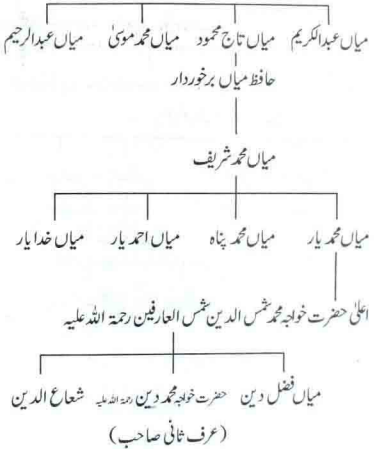 میاں عبدالکریم میاں تاج محمود میاں محمد موسیٰ میاں عبدالرحیم
حافظ میاں برخوردار
میاں محمد شریف
میاں محمد یار میاں محمد پناہ میاں احمد یار میاں خدا یار
اعلیٰ حضرت خواجہ محمد شمس الدین شمس العارفین رحمۃ اللہ علیہ
میاں فضل دین حضرت خواجہ محمد دین رحمۃ اللہ علیہ شعاع الدین
(عرف ثانی صاحب)